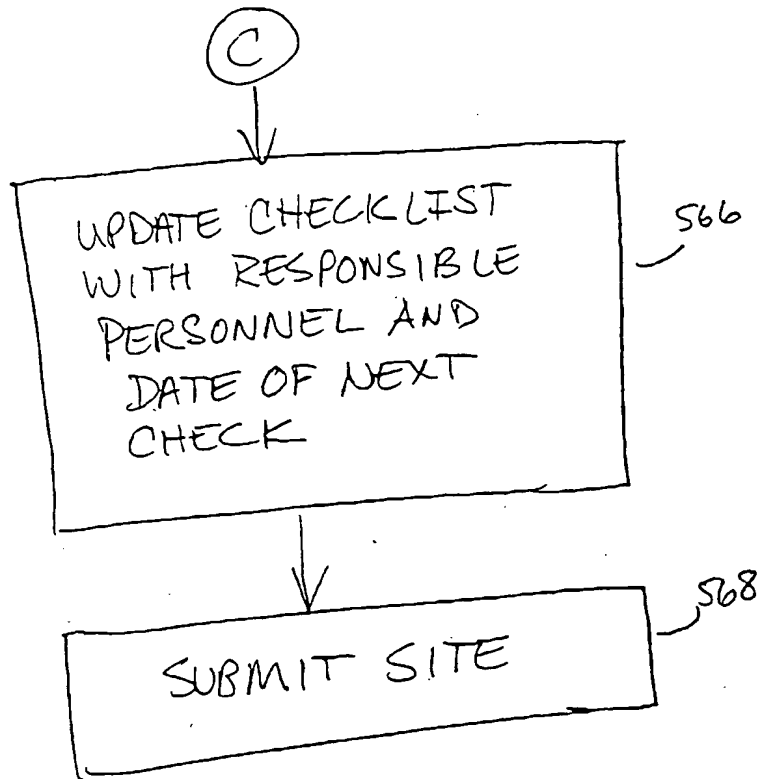 C
UPDATE CHECKLIST
WITH RESPONSIBLE
PERSONNEL AND
DATE OF NEXT
CHECK
566
SUBMIT SITE
568